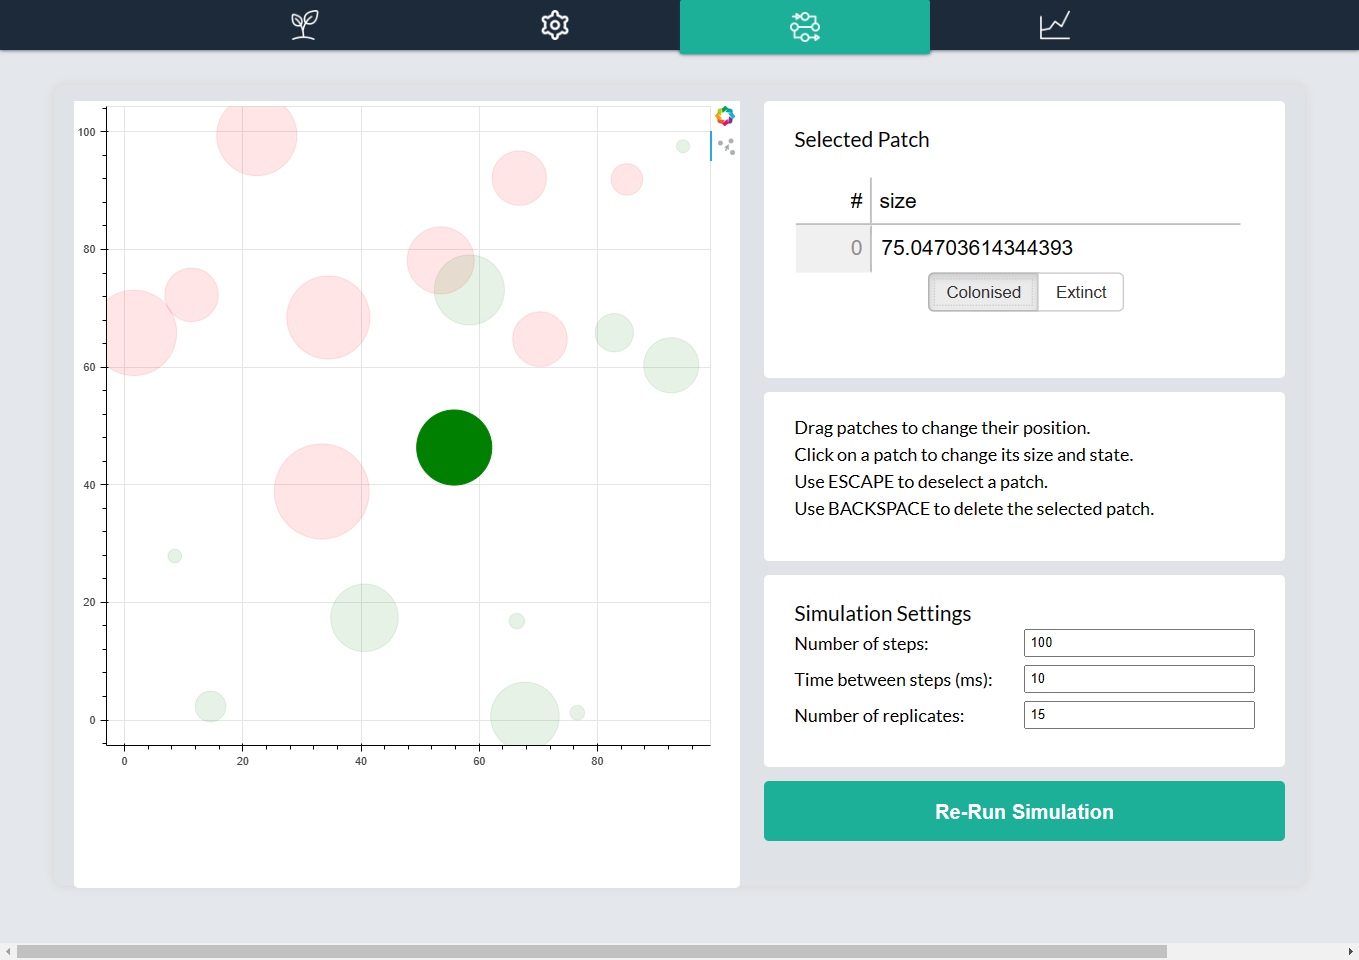 100
80
60
40
20
0
0 20 40 60 80
Selected Patch
# size
0 75.04703614344393
Colonised Extinct
Drag patches to change their position.
Click on a patch to change its size and state.
Use ESCAPE to deselect a patch.
Use BACKSPACE to delete the selected patch.
Simulation Settings
Number of steps: 100
Time between steps (ms): 10
Number of replicates: 15
Re-Run Simulation